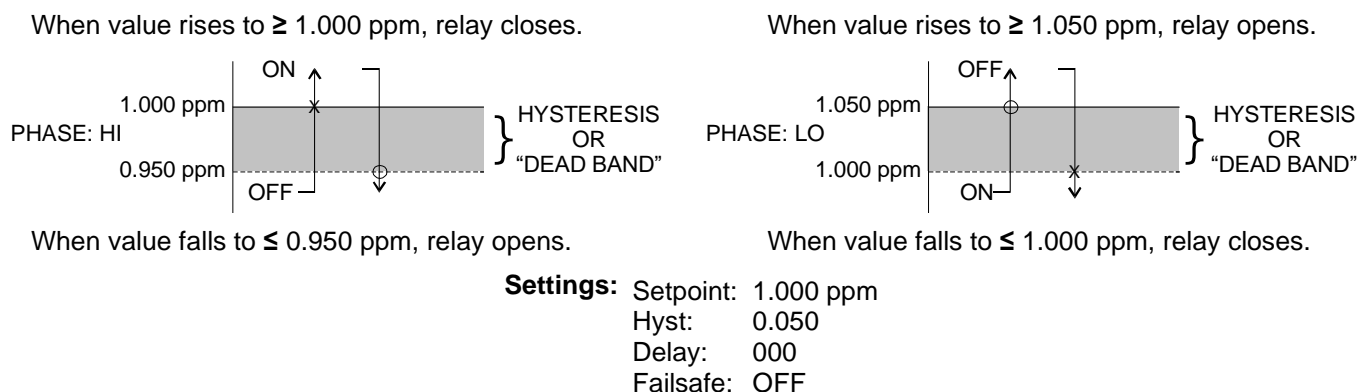 When value rises to ≥ 1.000 ppm, relay closes.
ON
1.000 ppm
PHASE: HI
0.950 ppm
OFF
HYSTERESIS
OR
“DEAD BAND”
When value falls to ≤ 0.950 ppm, relay opens.
When value rises to ≥ 1.050 ppm, relay opens.
OFF
1.050 ppm
PHASE: LO
1.000 ppm
ON
HYSTERESIS
OR
“DEAD BAND”
When value falls to ≤ 1.000 ppm, relay closes.
Settings: Setpoint: 1.000 ppm
Hyst: 0.050
Delay: 000
Failsafe: OFF